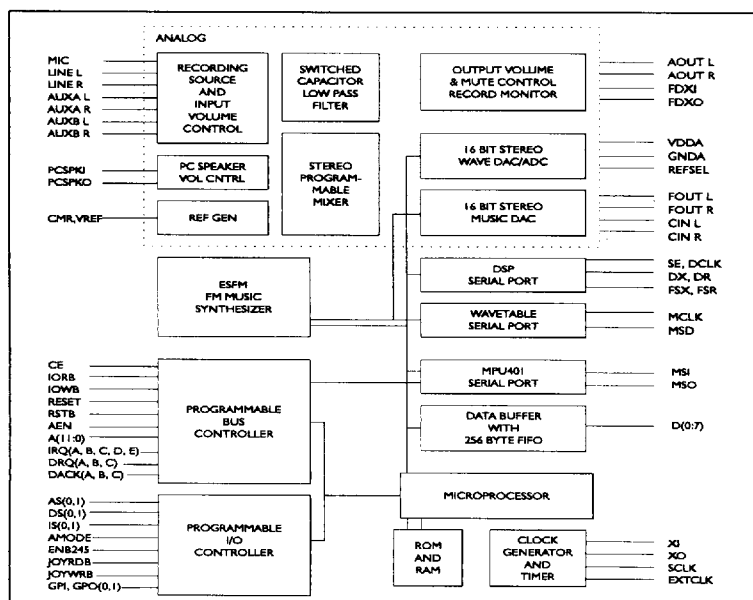 ANALOG
MIC
LINE L
LINE R
AUXA L
AUXA R
AUXB L
AUXB R
RECORDING
SOURCE
AND
INPUT
VOLUME
CONTROL
SWITCHED
CAPACITOR
LOW PASS
FILTER
OUTPUT VOLUME
& MUTE CONTROL
RECORD MONITOR
AOUT L
AOUT R
FDXI
FDXO
PCSPKI
PCSPKO
PC SPEAKER
VOL CNTRL
STEREO
PROGRAM-
MABLE
MIXER
16 BIT STEREO
WAVE DAC/ADC
VDDA
GNDA
REFSEL
CMR,VREF
REF GEN
16 BIT STEREO
MUSIC DAC
FOUT L
FOUT R
CIN L
CIN R
ESFM
FM MUSIC
SYNTHESIZER
DSP
SERIAL PORT
SE, DCLK
DX, DR
FSX, FSR
WAVETABLE
SERIAL PORT
MCLK
MSD
CE
IORB
IOWB
RESET
RSTB
AEN
A(11:0)
IRQ(A, B, C, D, E)
DRQ(A, B, C)
DACK(A, B, C)
PROGRAMMABLE
BUS
CONTROLLER
MPU401
SERIAL PORT
MSI
MSO
DATA BUFFER
WITH
256 BYTE FIFO
D(0:7)
AS(0,1)
DS(0,1)
IS(0,1)
AMODE
ENB245
JOYRDB
JOYWRB
GPI, GPO(0,1)
PROGRAMMABLE
I/O
CONTROLLER
MICROPROCESSOR
ROM
AND
RAM
CLOCK
GENERATOR
AND
TIMER
XI
XO
SCLK
EXTCLK